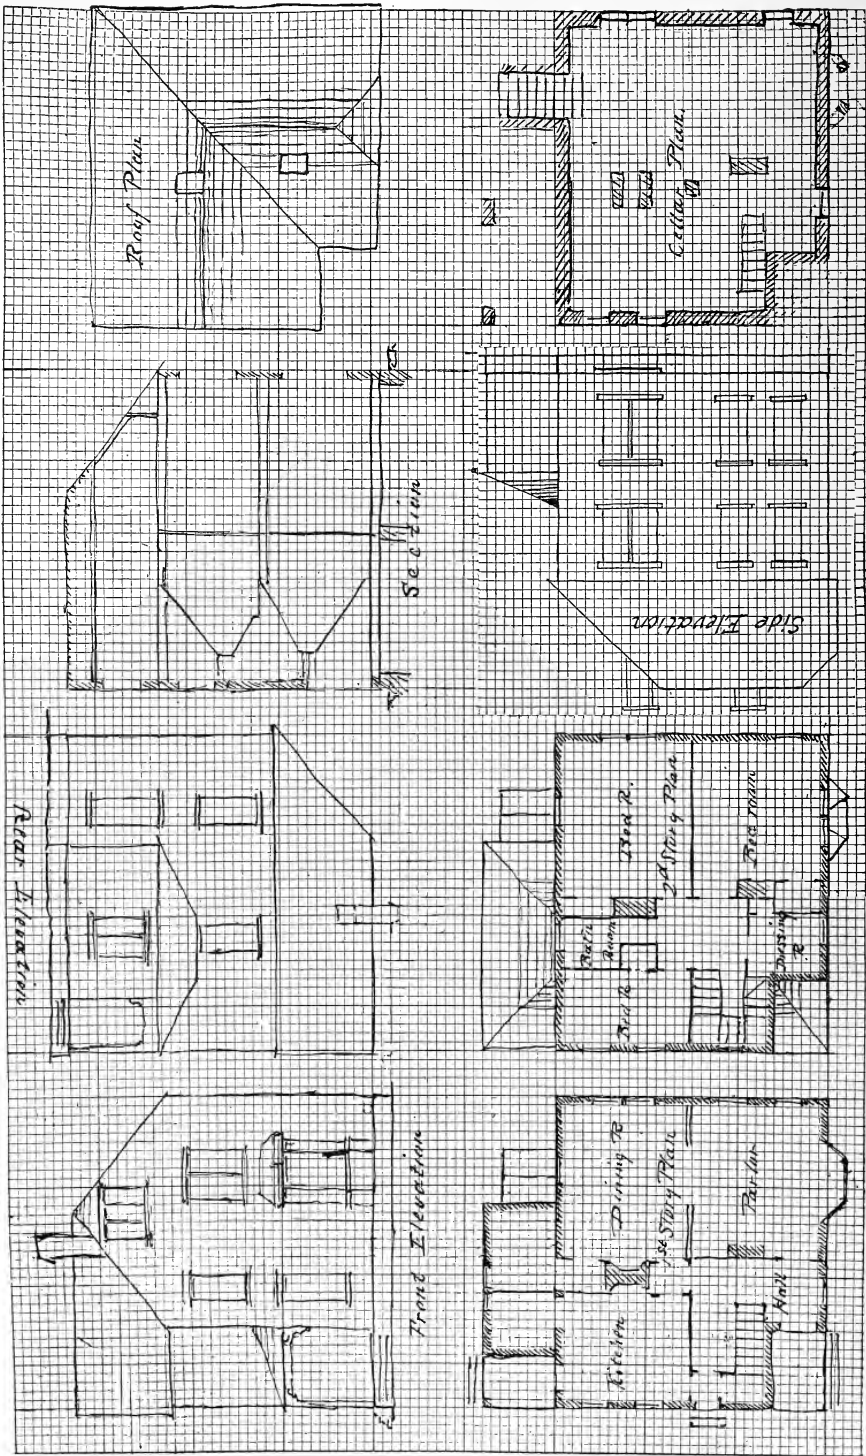 Front Elevation
Rear Elevation
Section
Roof Plan
Kitchen
Dining R
1st Story Plan
Hall
Parlor
Bed R
Bath
Room
Bed R.
2d Story Plan
Dressing
R
Bed room
Side Elevation
Cellar Plan.